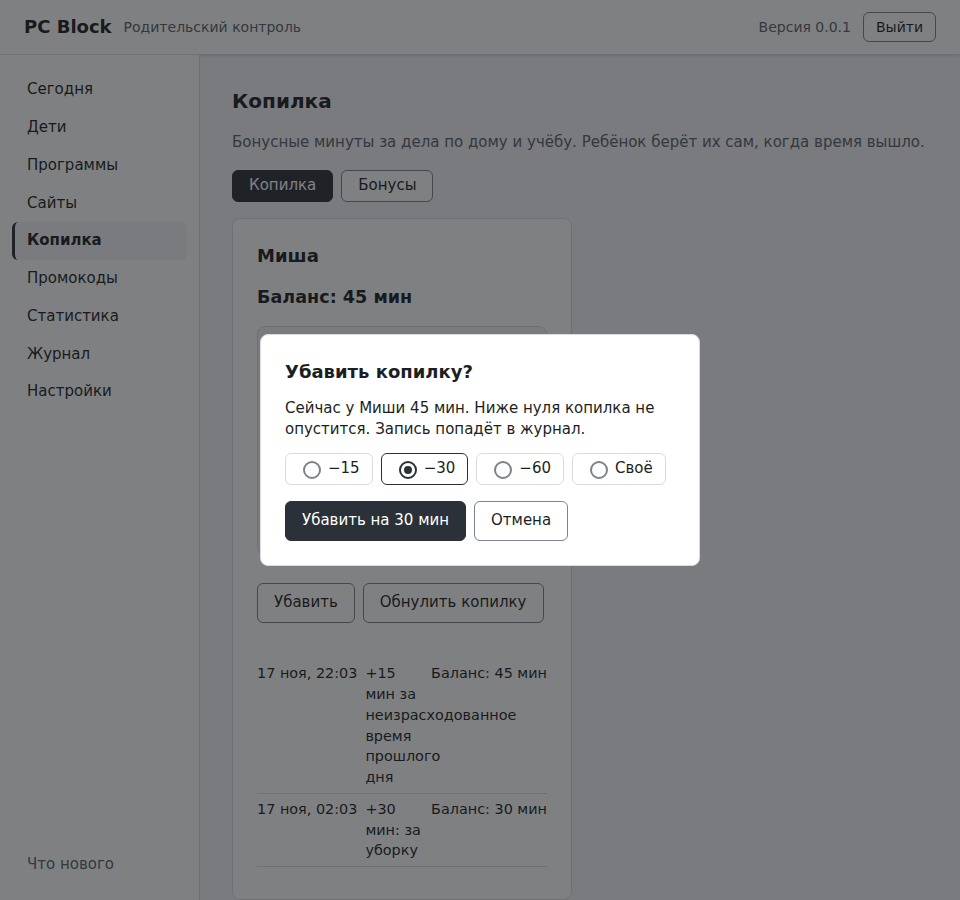 PC Block Родительский контроль Версия 0.0.1 Выйти
Сегодня
Дети
Программы
Сайты
Копилка
Промокоды
Статистика
Журнал
Настройки
Что нового
Копилка
Бонусные минуты за дела по дому и учёбу. Ребёнок берёт их сам, когда время вышло.
Копилка Бонусы
Миша
Баланс: 45 мин
Убавить копилку?
Сейчас у Миши 45 мин. Ниже нуля копилка не
опустится. Запись попадёт в журнал.
−15 −30 −60 Своё
Убавить на 30 мин Отмена
Убавить Обнулить копилку
17 ноя, 22:03 +15 Баланс: 45 мин
мин за
неизрасходованное
время
прошлого
дня
17 ноя, 02:03 +30 Баланс: 30 мин
мин: за
уборку